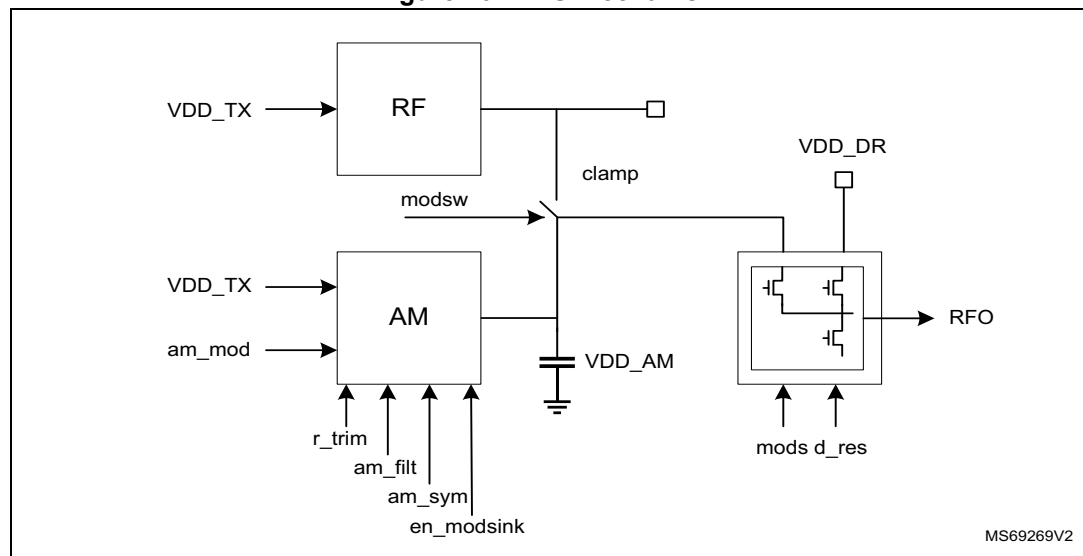 VDD_TX
RF
VDD_DR
clamp
modsw
VDD_TX
AM
RFO
am_mod
VDD_AM
r_trim
mods d_res
am_filt
am_sym
en_modsink
MS69269V2